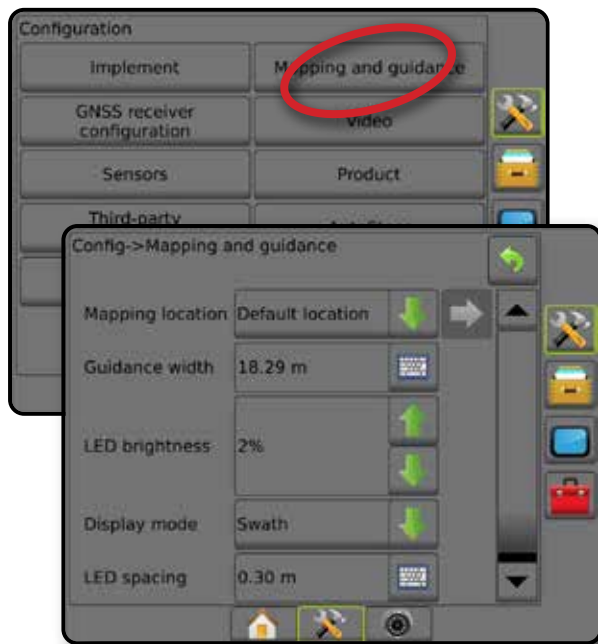 Configuration
Implement
Mapping and guidance
GNSS receiver
configuration
Video
Sensors
Product
Third-party
Config->Mapping and guidance
Mapping location
Default location
Guidance width
18.29 m
LED brightness
2%
Display mode
Swath
LED spacing
0.30 m